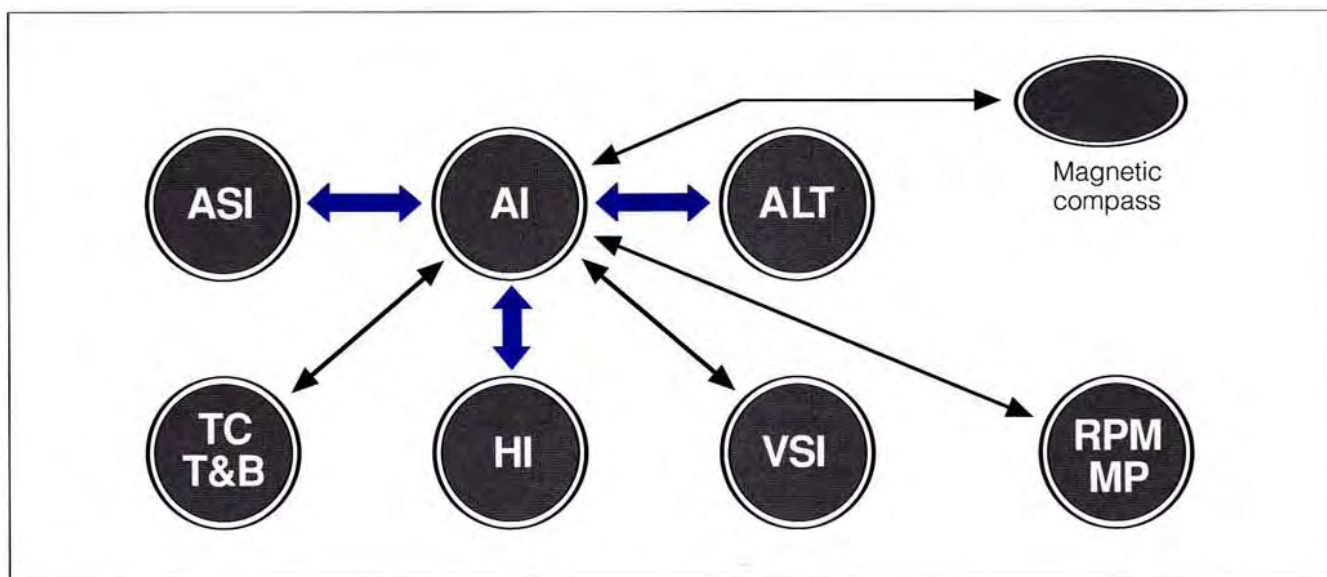 ASI
AI
ALT
Magnetic
compass
TC
T&B
HI
VSI
RPM
MP